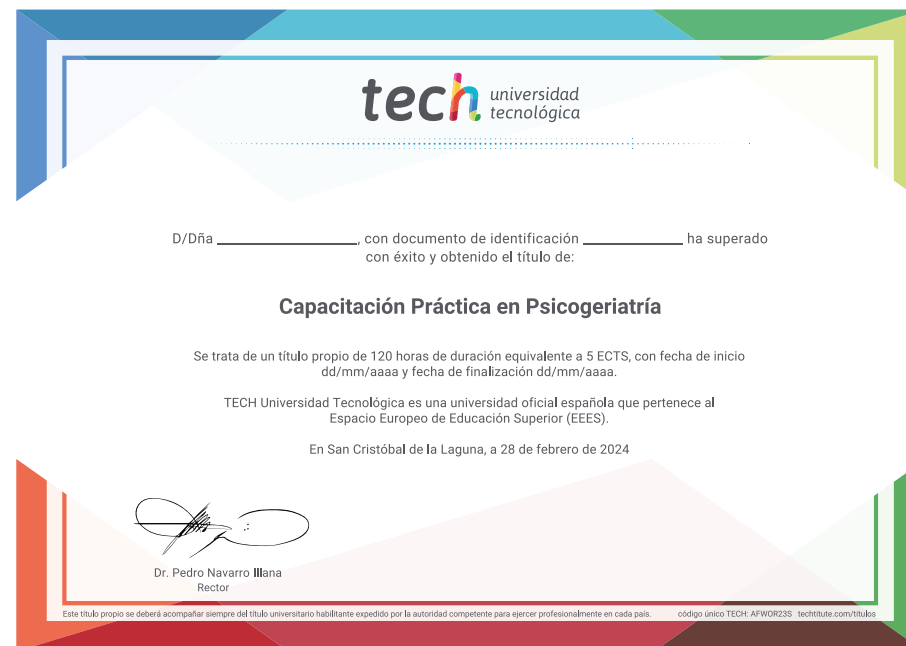 tech universidad
tecnológica
D/Dña ____________, con documento de identificación ____________ ha superado
con éxito y obtenido el título de:
Capacitación Práctica en Psicogeriatría
Se trata de un título propio de 120 horas de duración equivalente a 5 ECTS, con fecha de inicio
dd/mm/aaaa y fecha de finalización dd/mm/aaaa.
TECH Universidad Tecnológica es una universidad oficial española que pertenece al
Espacio Europeo de Educación Superior (EEES).
En San Cristóbal de la Laguna, a 28 de febrero de 2024
Dr. Pedro Navarro Illana
Rector
Este título propio se deberá acompañar siempre del título universitario habilitante expedido por la autoridad competente para ejercer profesionalmente en cada país. código único TECH: AFWOR23S techtitute.com/titulos